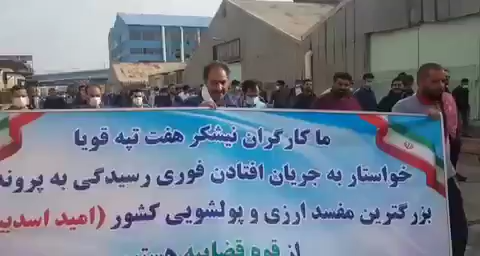 ما کارگران نیشکر هفت تپه قویا
خواستار به جریان افتادن فوری رسیدگی به پرونده
بزرگترین مفسد ارزی و پولشویی کشور (امید اسدبی
از قوه قضاییه هستیم